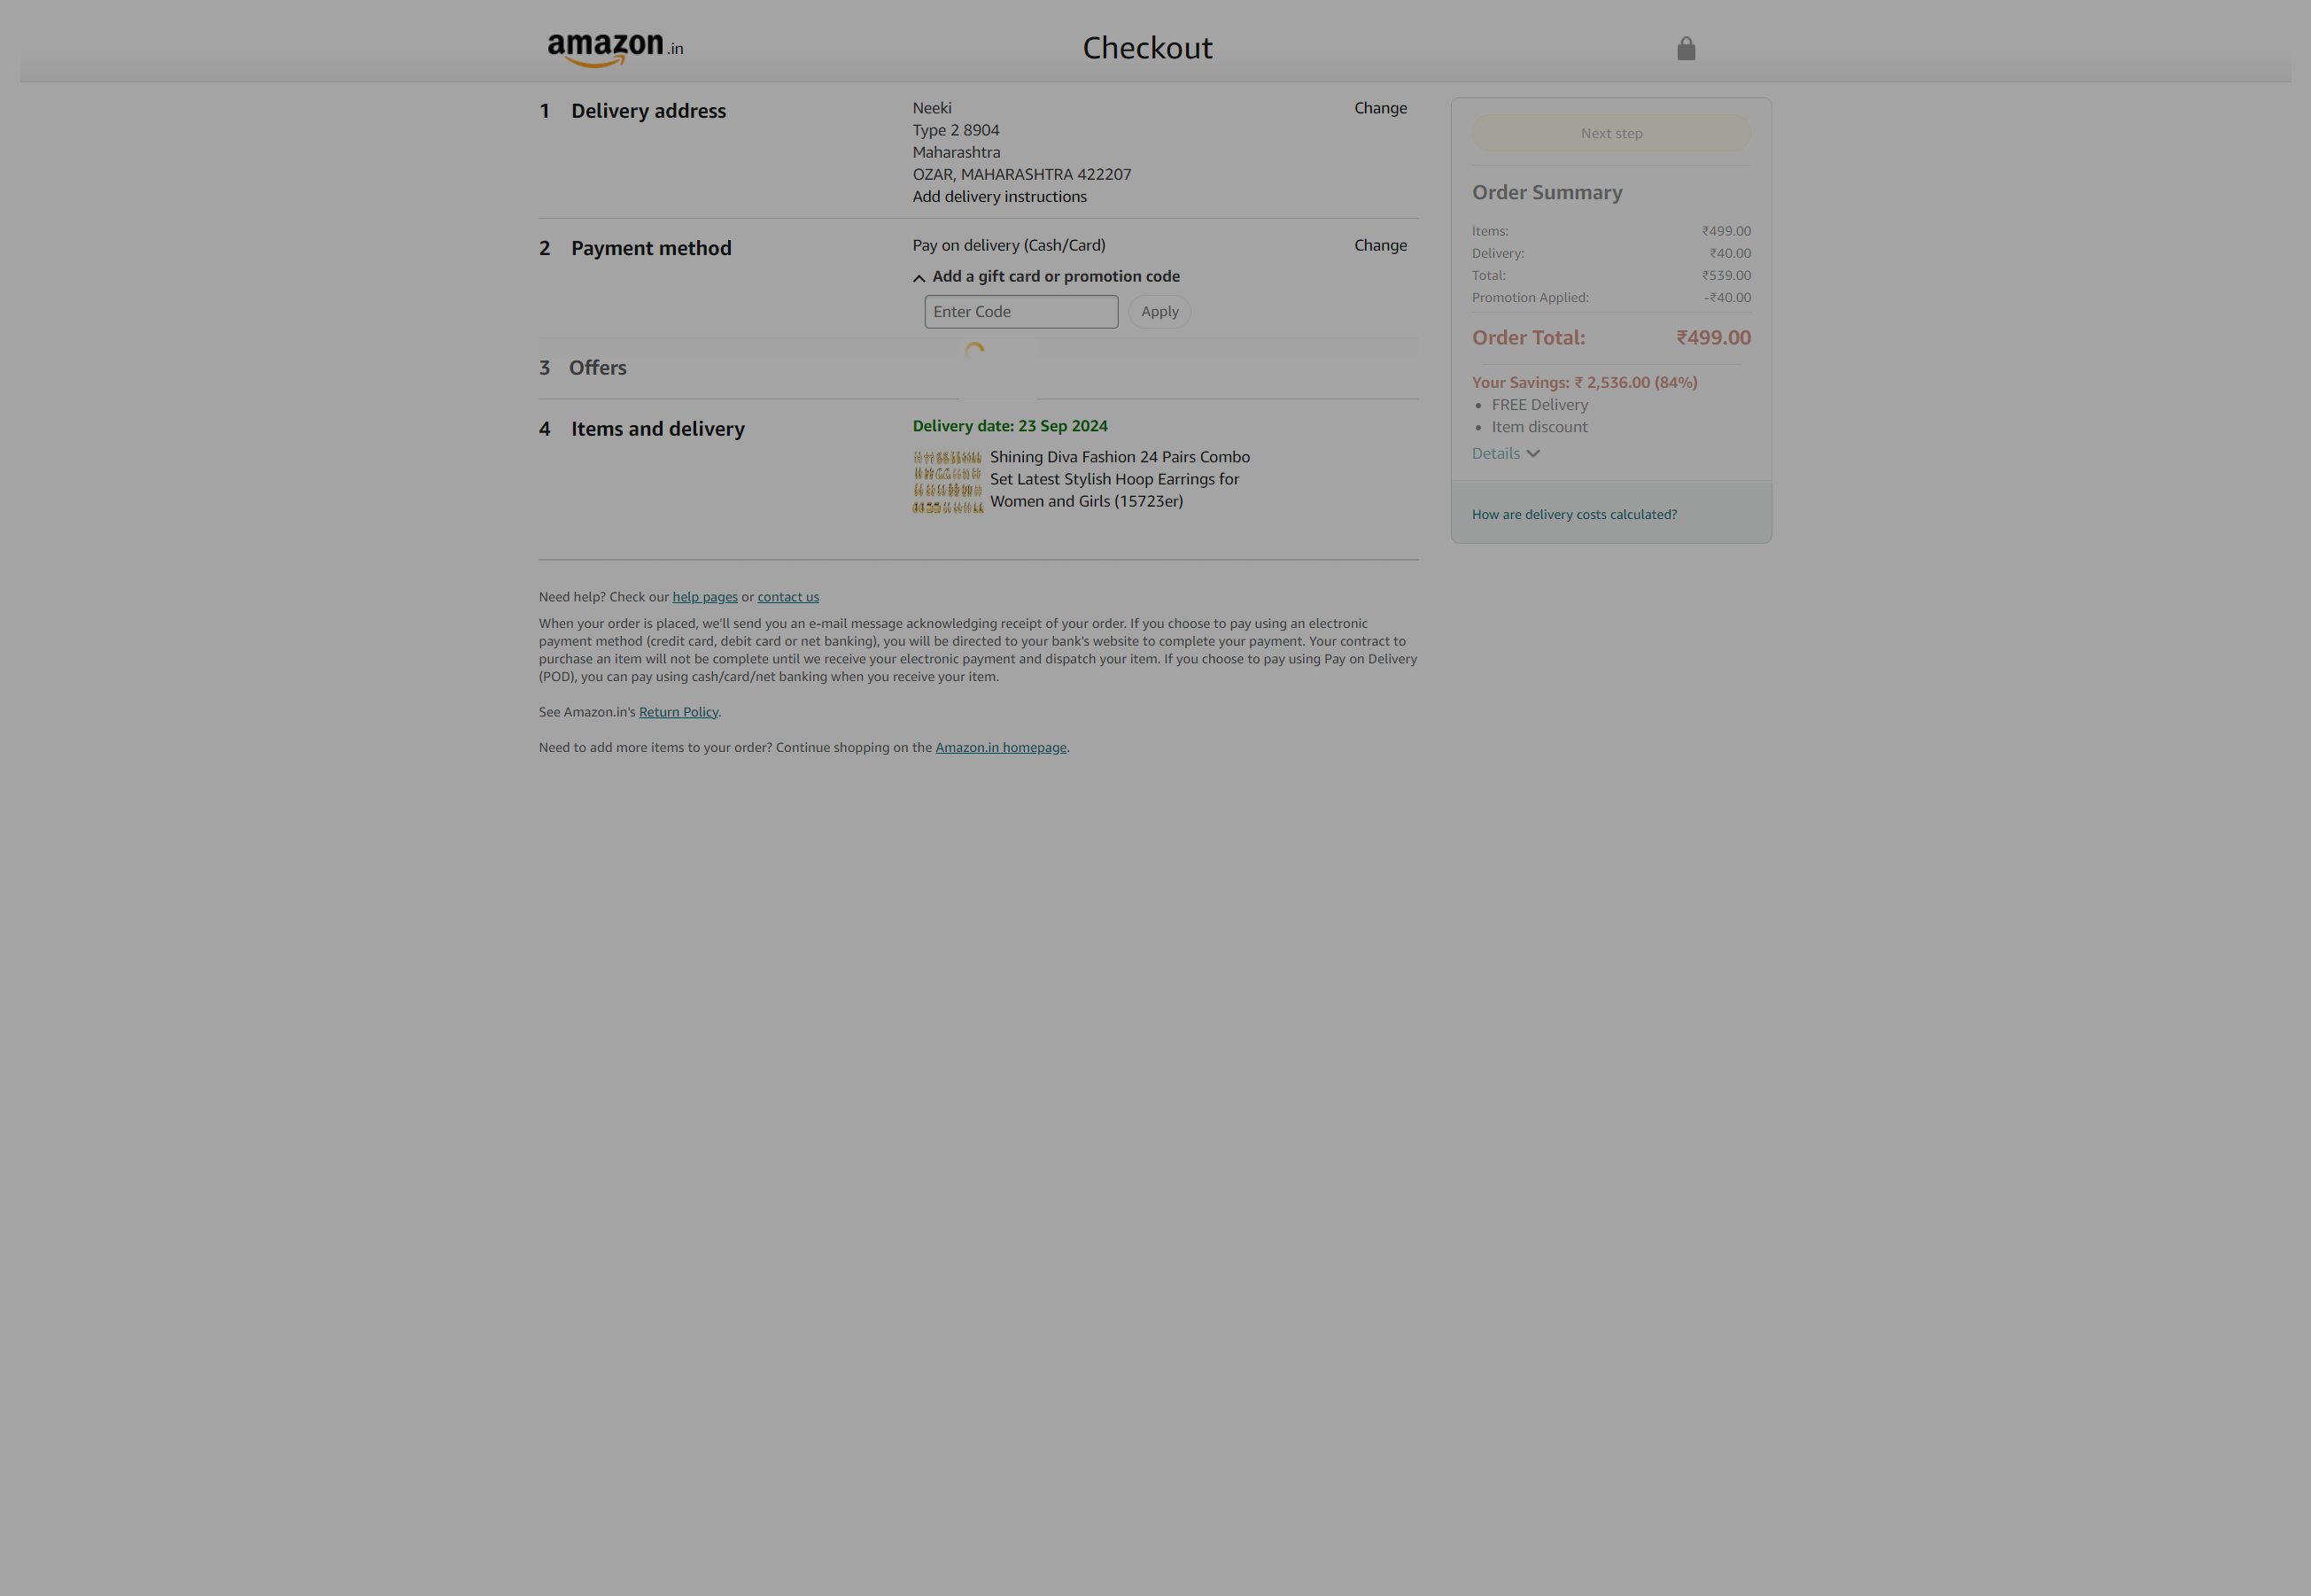 amazon.in
Checkout
1 Delivery address
Neeki
Type 2 8904
Maharashtra
OZAR, MAHARASHTRA 422207
Add delivery instructions
Change
2 Payment method
Pay on delivery (Cash/Card)
Change
Add a gift card or promotion code
Enter Code
Apply
3 Offers
4 Items and delivery
Delivery date: 23 Sep 2024
Shining Diva Fashion 24 Pairs Combo
Set Latest Stylish Hoop Earrings for
Women and Girls (15723er)
Need help? Check our help pages or contact us
When your order is placed, we'll send you an e-mail message acknowledging receipt of your order. If you choose to pay using an electronic
payment method (credit card, debit card or net banking), you will be directed to your bank's website to complete your payment. Your contract to
purchase an item will not be complete until we receive your electronic payment and dispatch your item. If you choose to pay using Pay on Delivery
(POD), you can pay using cash/card/net banking when you receive your item.
See Amazon.in's Return Policy.
Need to add more items to your order? Continue shopping on the Amazon.in homepage.
Next step
Order Summary
Items: ₹499.00
Delivery: ₹40.00
Total: ₹539.00
Promotion Applied: -₹40.00
Order Total: ₹499.00
Your Savings: ₹ 2,536.00 (84%)
• FREE Delivery
• Item discount
Details
How are delivery costs calculated?